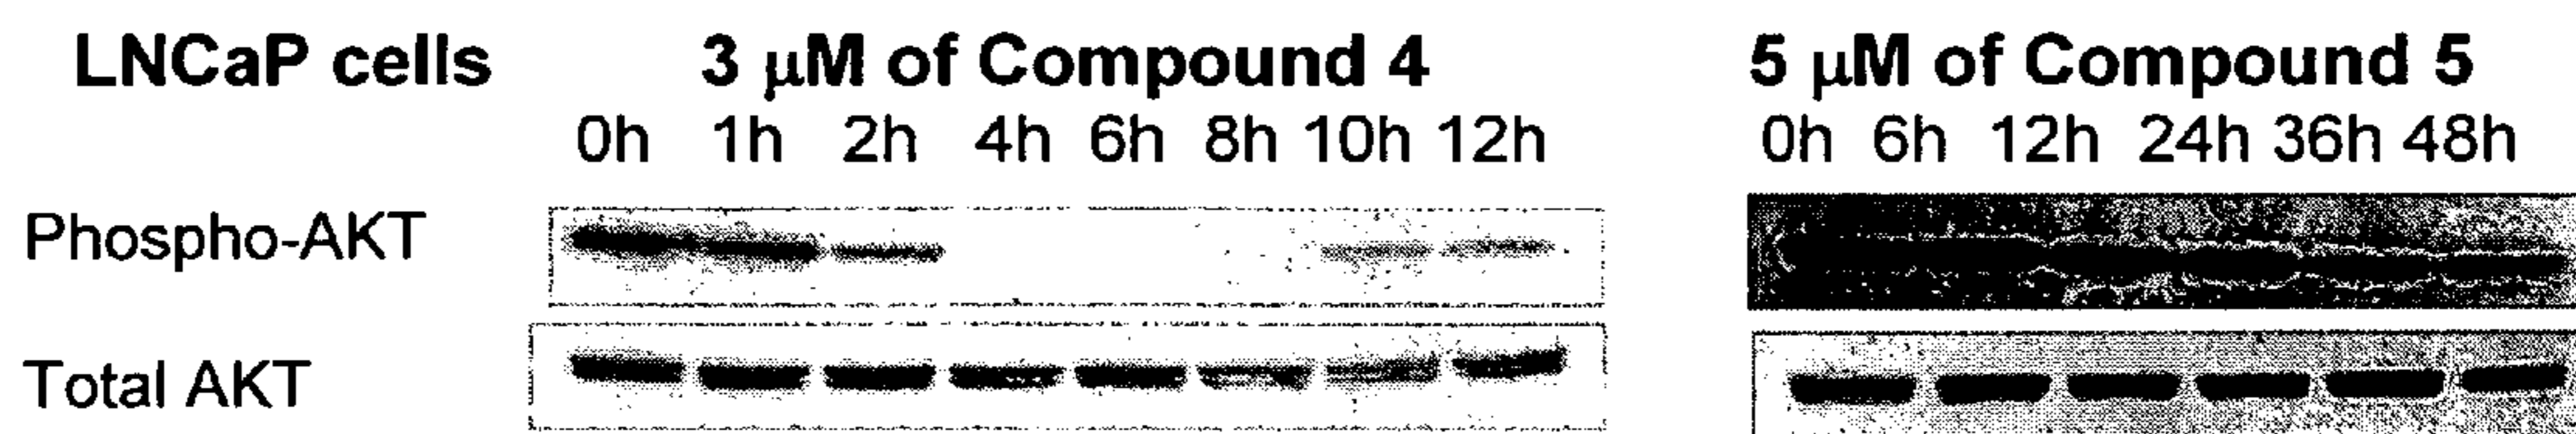 LNCaP cells 3 μM of Compound 4 5 μM of Compound 5
0h 1h 2h 4h 6h 8h 10h 12h 0h 6h 12h 24h 36h 48h
Phospho-AKT
Total AKT